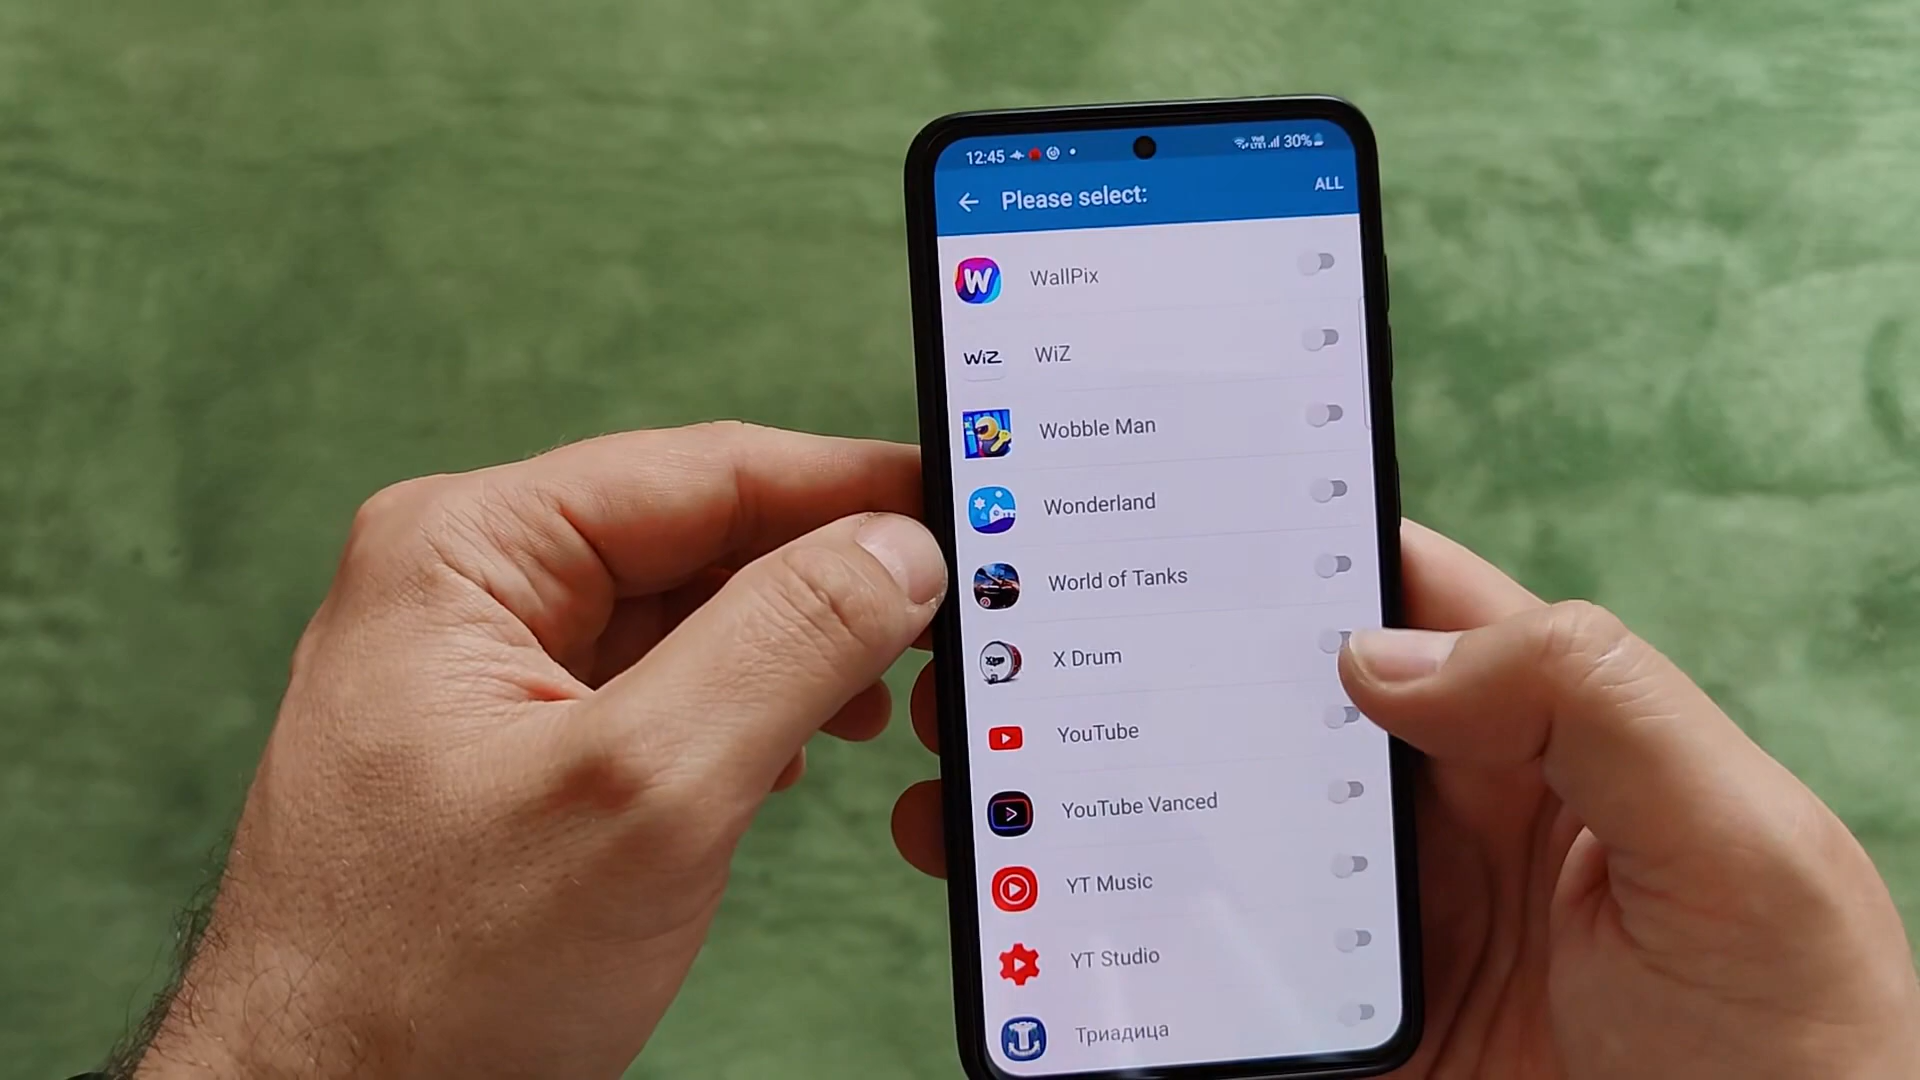 12:45
30%
Please select:
ALL
W
WallPix
WiZ
WiZ
Wobble Man
Wonderland
World of Tanks
X Drum
YouTube
YouTube Vanced
YT Music
YT Studio
Триадица